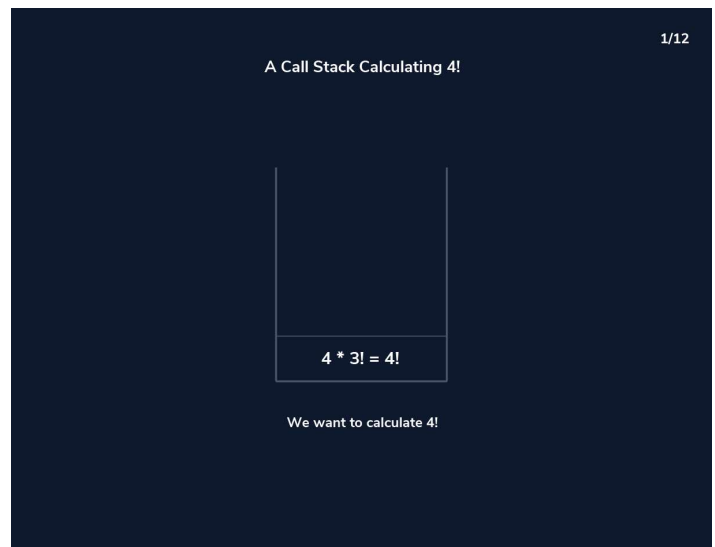 1/12
A Call Stack Calculating 4!
4 * 3! = 4!
We want to calculate 4!